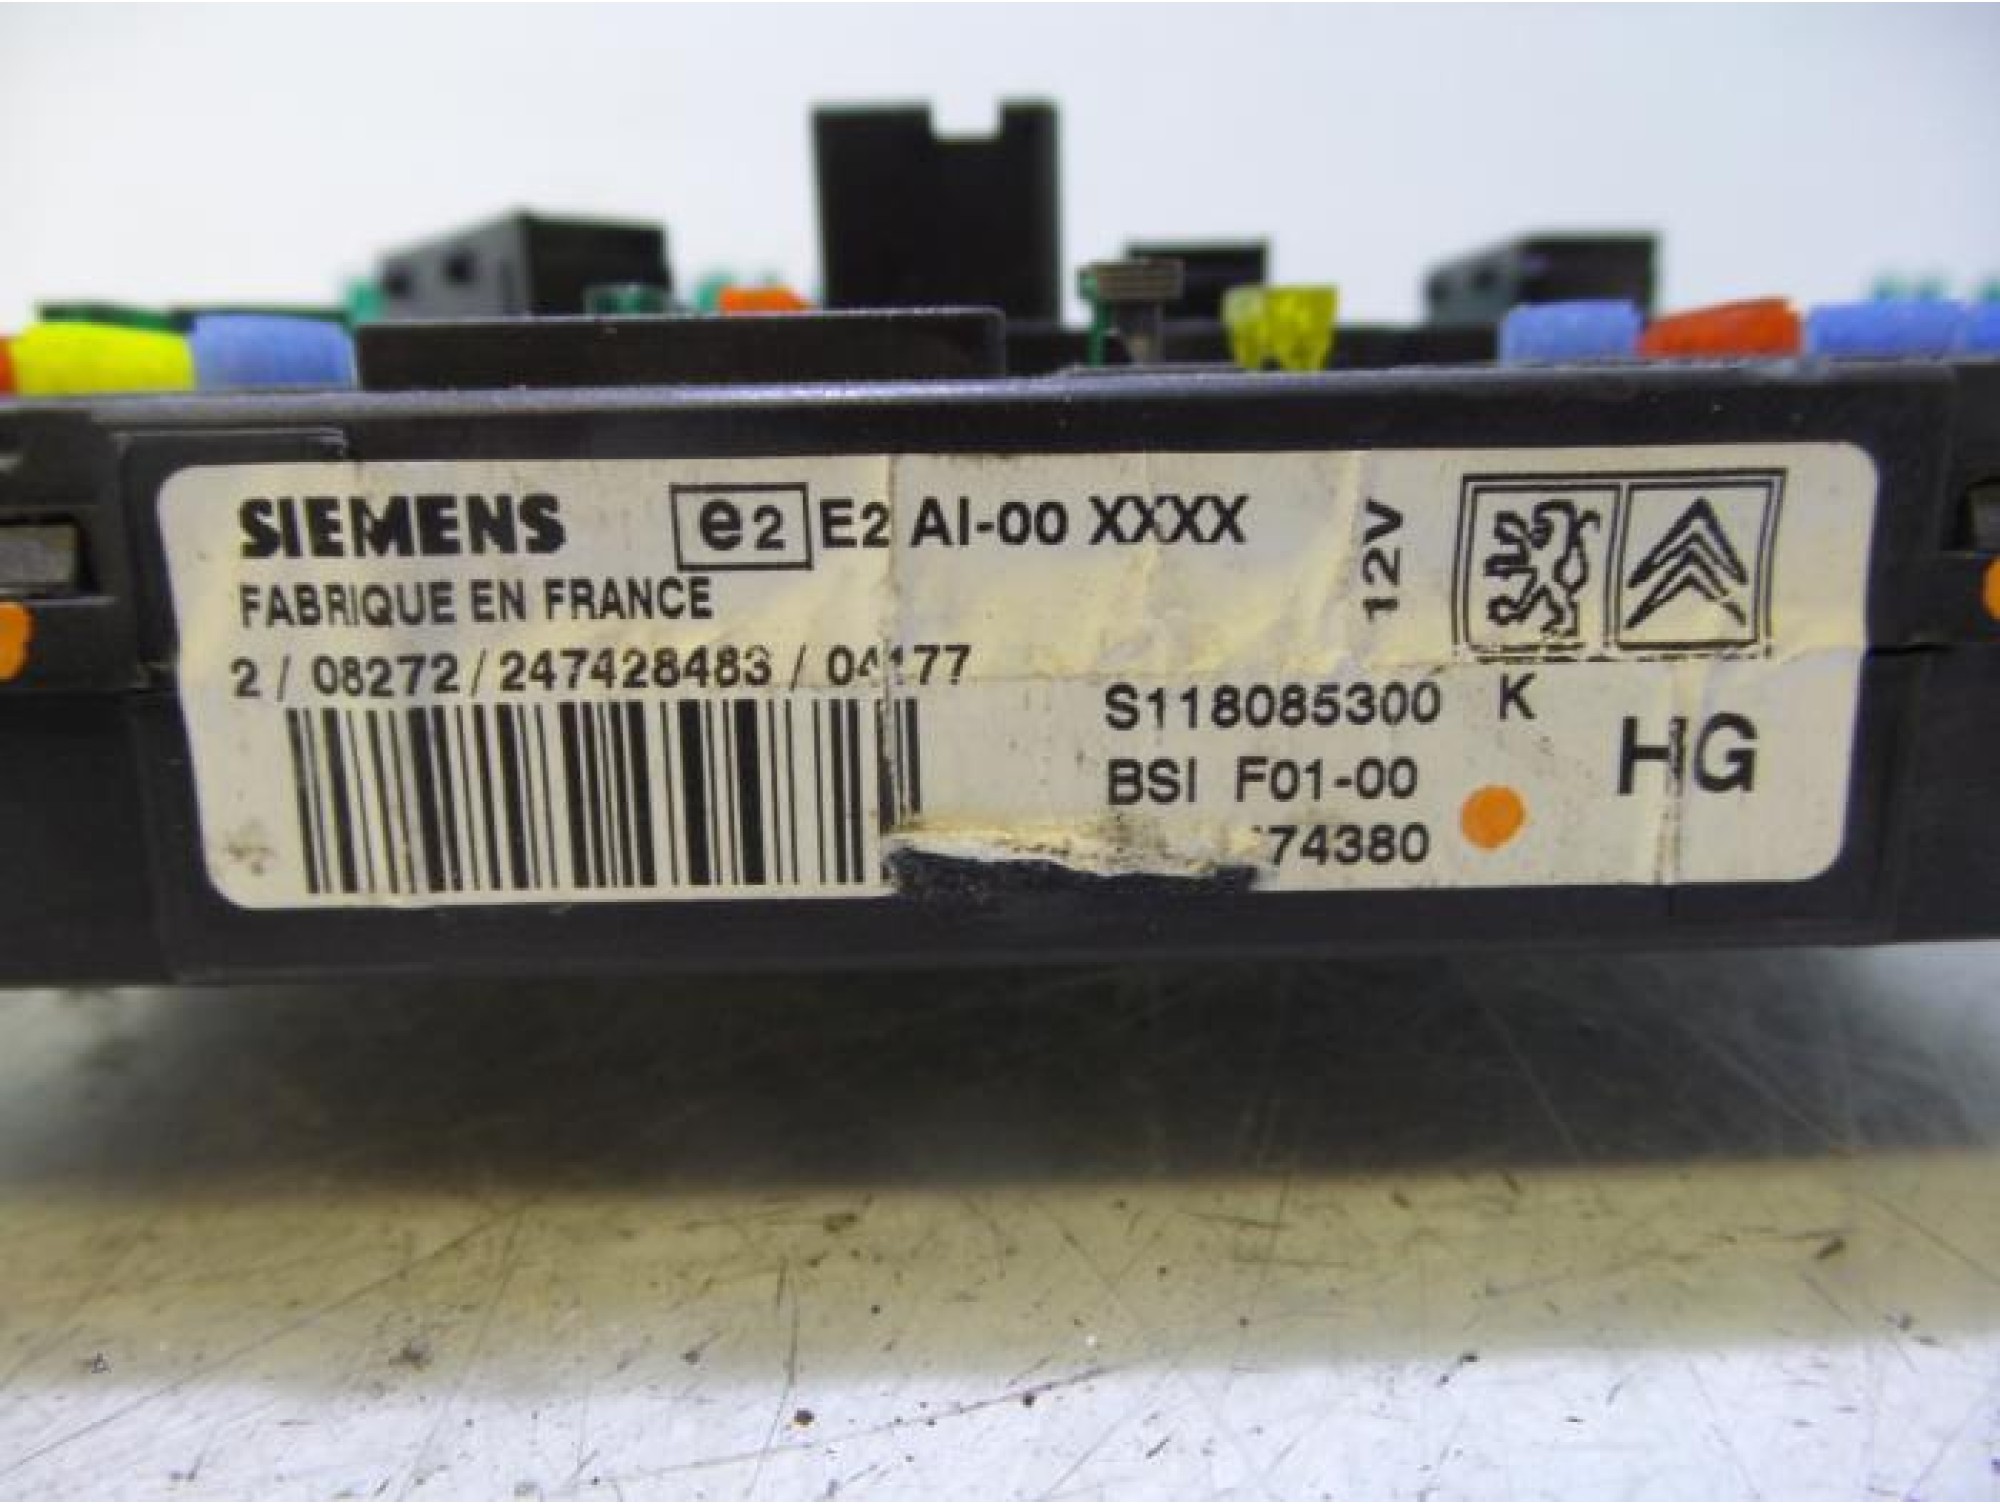 SIEMENS e2 E2 AI-00 XXXX 12V
FABRIQUE EN FRANCE
2 / 08272 / 247428483 / 04177
S118085300 K
BSI F01-00 HG
74380